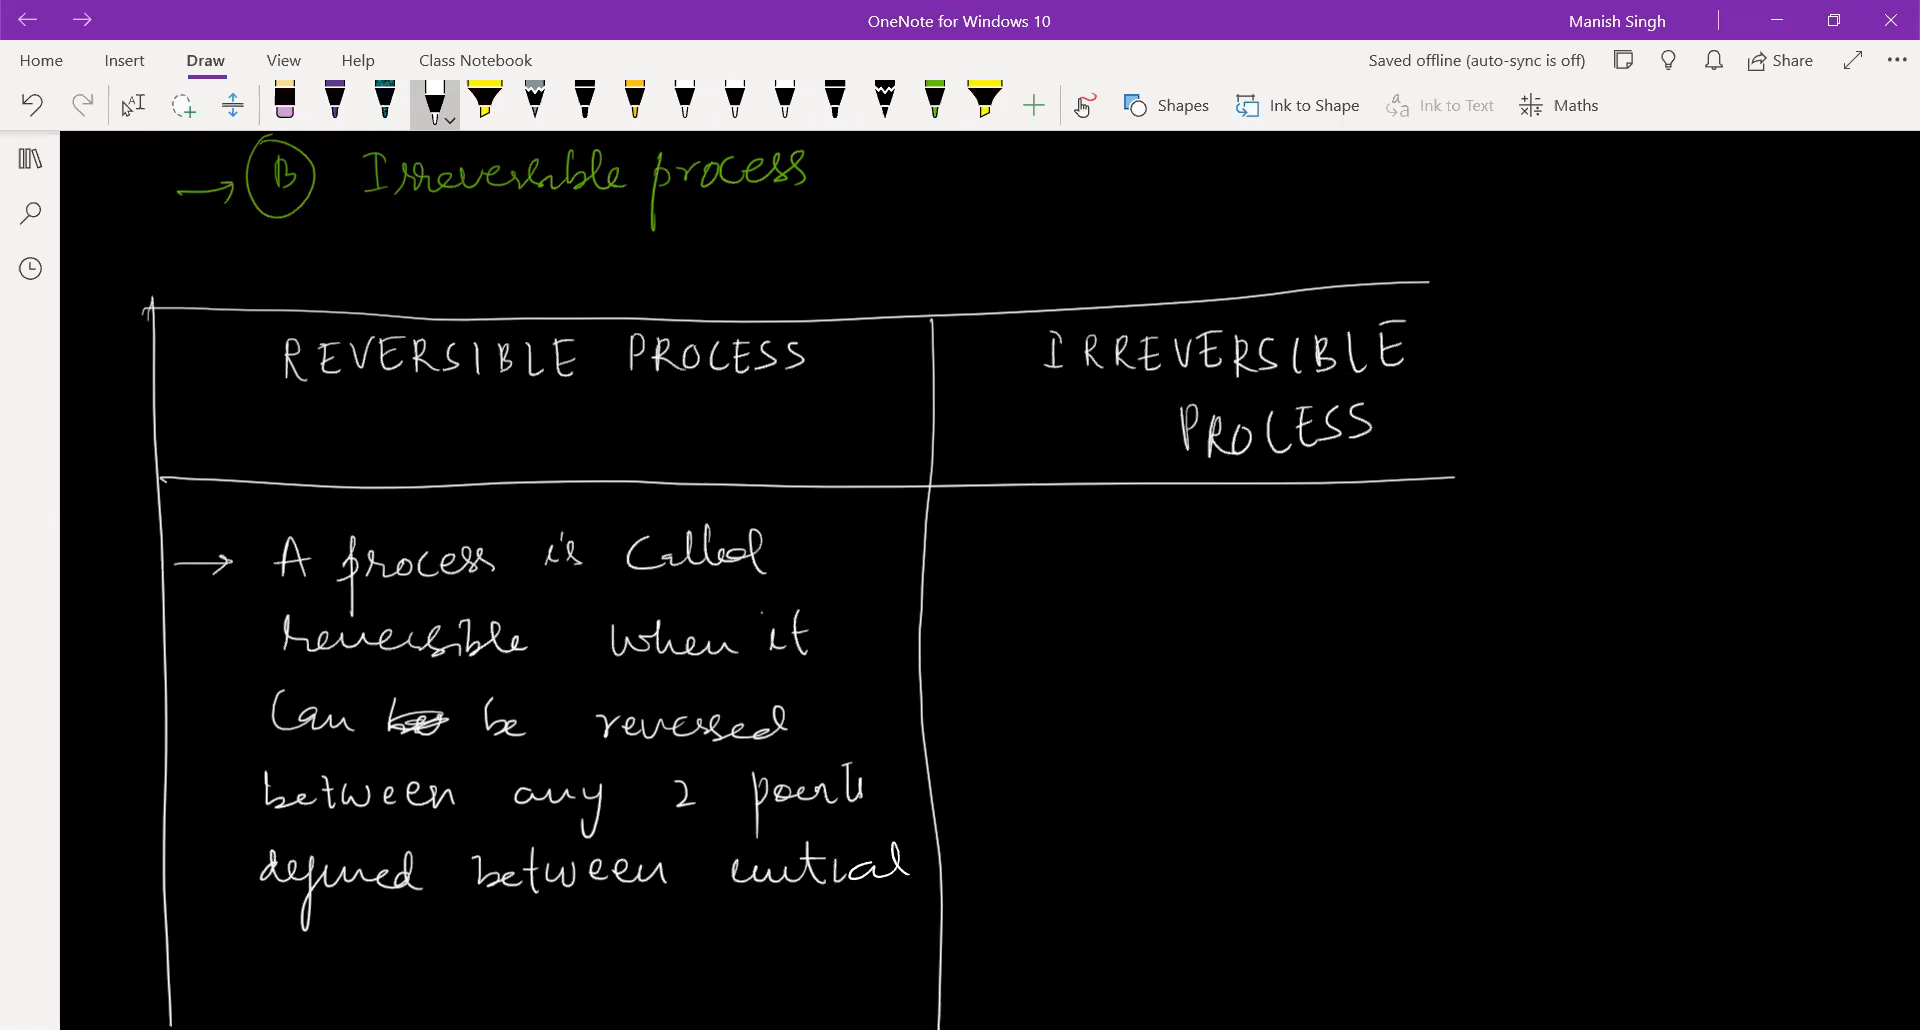 OneNote for Windows 10
Manish Singh
Home Insert Draw View Help Class Notebook
Saved offline (auto-sync is off)
Share
Shapes Ink to Shape Ink to Text Maths
→ B Irreversible process
REVERSIBLE PROCESS
IRREVERSIBLE
PROCESS
→ A process is called
reversible when it
Can be reversed
between any 2 points
defined between initial